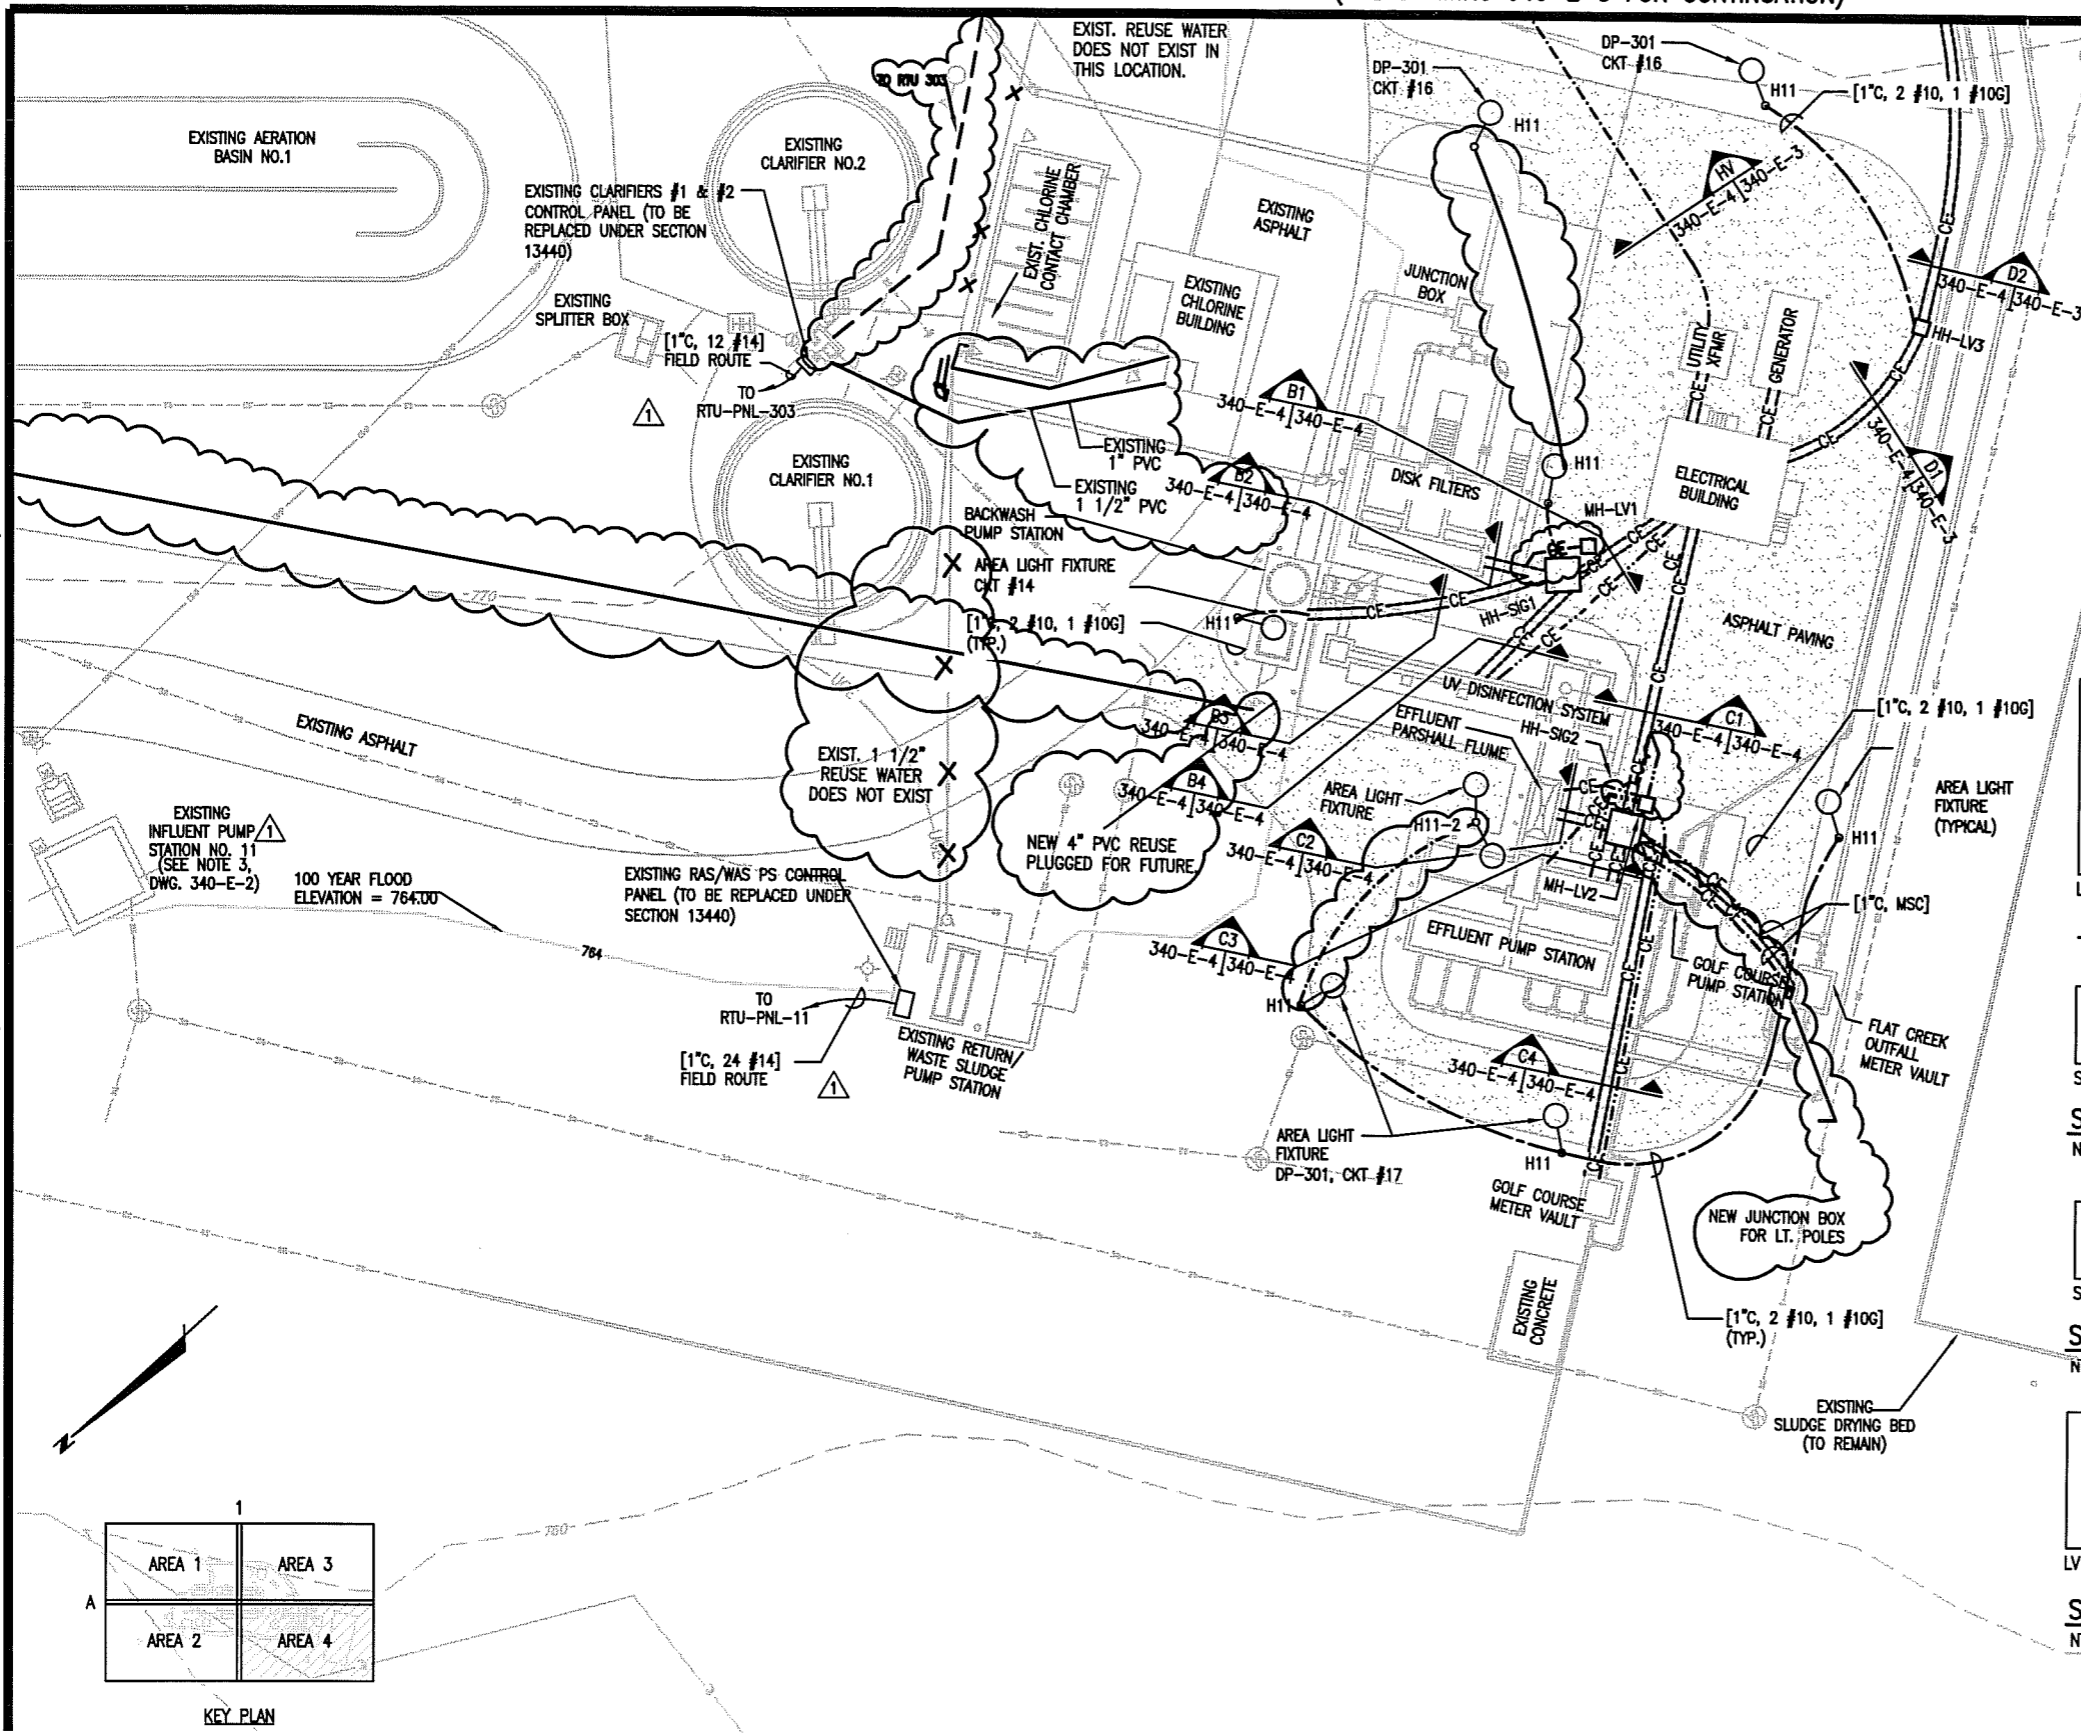 EXIST. REUSE WATER
DOES NOT EXIST IN
THIS LOCATION.
DP-301
CKT #16
H11
DP-301
CKT #16
H11
[1"C, 2 #10, 1 #10G]
TO RTU 303
EXISTING AERATION
BASIN NO.1
EXISTING
CLARIFIER NO.2
EXISTING CLARIFIERS #1 & #2
CONTROL PANEL (TO BE
REPLACED UNDER SECTION
13440)
EXIST. CHLORINE
CONTACT CHAMBER
EXISTING
ASPHALT
HV
340-E-4
340-E-3
CE
D2
340-E-4
340-E-3
EXISTING
SPLITTER BOX
EXISTING
CHLORINE
BUILDING
JUNCTION
BOX
UTILITY
XFMR
GENERATOR
HH-LV3
[1"C, 12 #14]
FIELD ROUTE
TO
RTU-PNL-303
1
B1
340-E-4
340-E-4
CE
CE
CE
CE
D1
340-E-4
340-E-3
EXISTING
1" PVC
EXISTING
1 1/2" PVC
B2
340-E-4
340-E-4
H11
DISK FILTERS
ELECTRICAL
BUILDING
EXISTING
CLARIFIER NO.1
BACKWASH
PUMP STATION
MH-LV1
AREA LIGHT FIXTURE
CKT #14
CE
CE
CE
770
[1"C, 2 #10, 1 #10G]
(TYP.)
H11
HH-SIG1
ASPHALT PAVING
UV DISINFECTION SYSTEM
EXISTING ASPHALT
B3
340-E-4
340-E-4
EFFLUENT
PARSHALL FLUME
HH-SIG2
C1
340-E-4
340-E-4
[1"C, 2 #10, 1 #10G]
EXIST. 1 1/2"
REUSE WATER
DOES NOT EXIST
B4
340-E-4
340-E-4
AREA LIGHT
FIXTURE
H11-2
H11
AREA LIGHT
FIXTURE
(TYPICAL)
EXISTING
INFLUENT PUMP
STATION NO. 11
(SEE NOTE 3,
DWG. 340-E-2)
1
NEW 4" PVC REUSE
PLUGGED FOR FUTURE
C2
340-E-4
340-E-4
100 YEAR FLOOD
ELEVATION = 764.00
EXISTING RAS/WAS PS CONTROL
PANEL (TO BE REPLACED UNDER
SECTION 13440)
MH-LV2
[1"C, MSC]
764
C3
340-E-4
340-E-4
EFFLUENT PUMP STATION
GOLF COURSE
PUMP STATION
TO
RTU-PNL-11
H11
FLAT CREEK
OUTFALL
METER VAULT
EXISTING RETURN/
WASTE SLUDGE
PUMP STATION
[1"C, 24 #14]
FIELD ROUTE
1
C4
340-E-4
340-E-4
AREA LIGHT
FIXTURE
DP-301, CKT #17
H11
GOLF COURSE
METER VAULT
NEW JUNCTION BOX
FOR LT. POLES
EXISTING
CONCRETE
[1"C, 2 #10, 1 #10G]
(TYP.)
EXISTING
SLUDGE DRYING BED
(TO REMAIN)
N
760
1
A
AREA 1
AREA 3
AREA 2
AREA 4
KEY PLAN